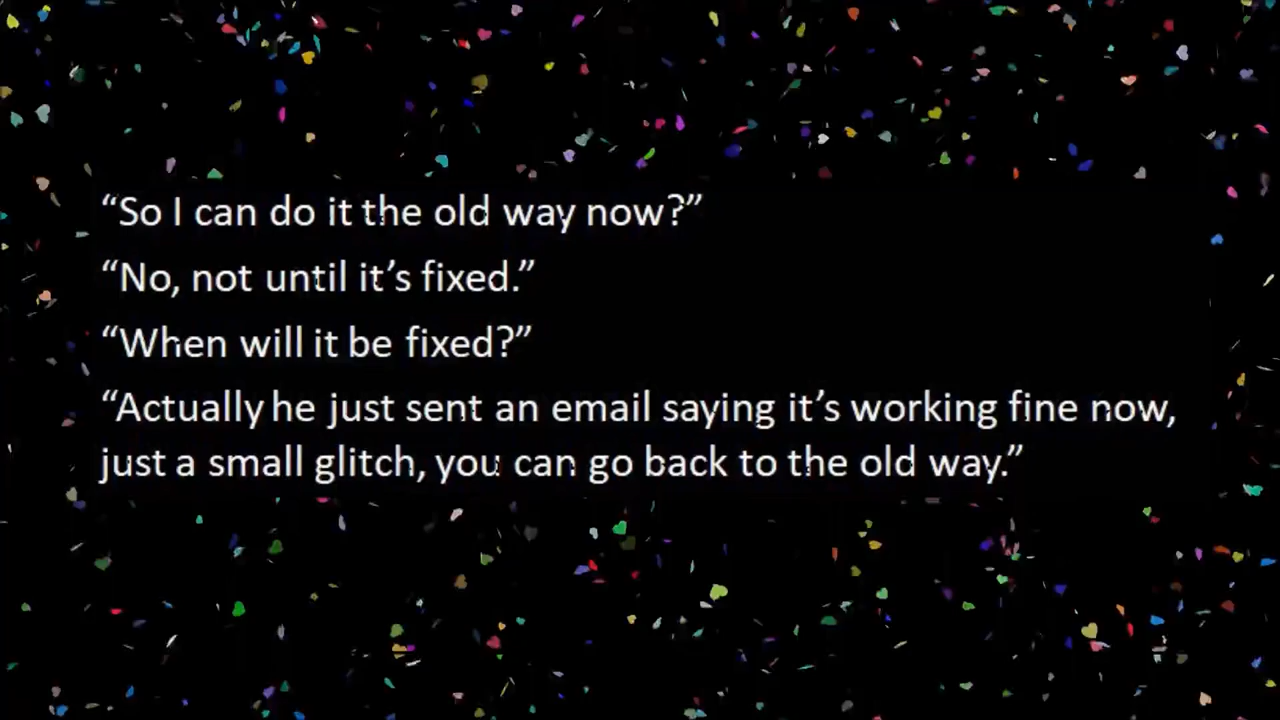 “So I can do it the old way now?”
“No, not until it’s fixed.”
“When will it be fixed?”
“Actually he just sent an email saying it’s working fine now,
just a small glitch, you can go back to the old way.”